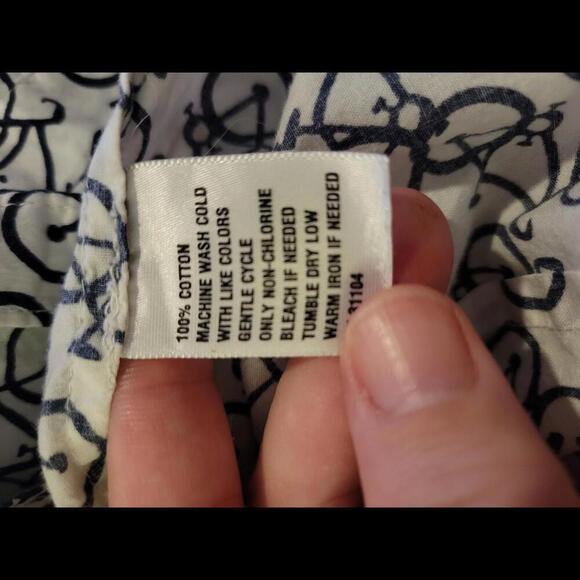 100% COTTON
MACHINE WASH COLD
WITH LIKE COLORS
GENTLE CYCLE
ONLY NON-CHLORINE
BLEACH IF NEEDED
TUMBLE DRY LOW
WARM IRON IF NEEDED